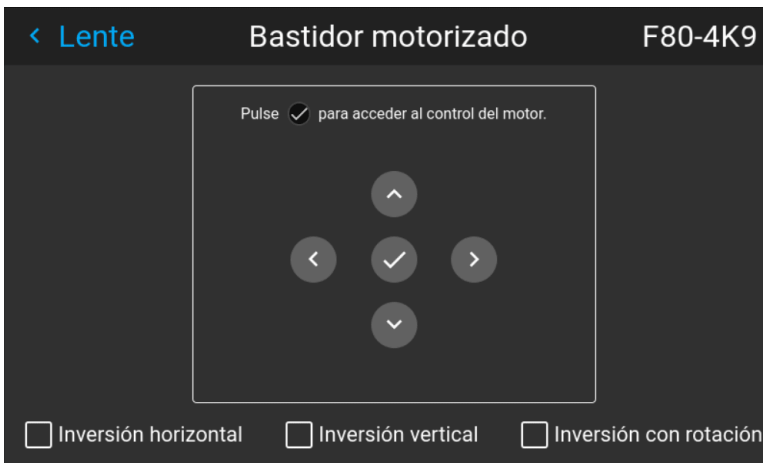 Lente Bastidor motorizado F80-4K9
Pulse para acceder al control del motor.
Inversión horizontal Inversión vertical Inversión con rotación